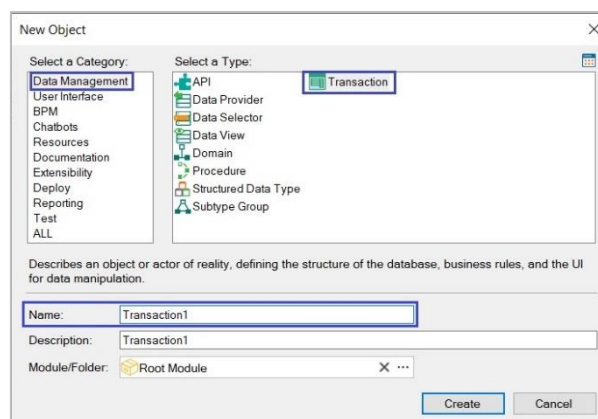 New Object
Select a Category:
Data Management
User Interface
BPM
Chatbots
Resources
Documentation
Extensibility
Deploy
Reporting
Test
ALL
Select a Type:
API
Data Provider
Data Selector
Data View
Domain
Procedure
Structured Data Type
Subtype Group
Transaction
Describes an object or actor of reality, defining the structure of the database, business rules, and the UI
for data manipulation.
Name: Transaction1
Description: Transaction1
Module/Folder: Root Module
Create Cancel